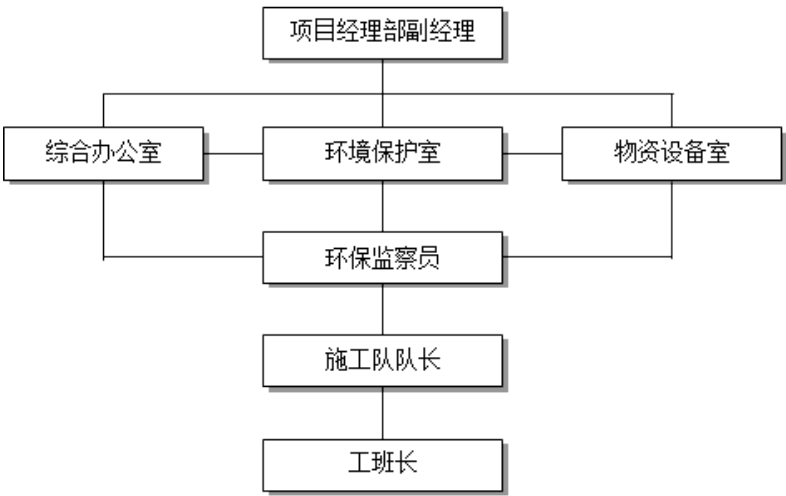 项目经理部副经理
综合办公室
环境保护室
物资设备室
环保监察员
施工队队长
工班长